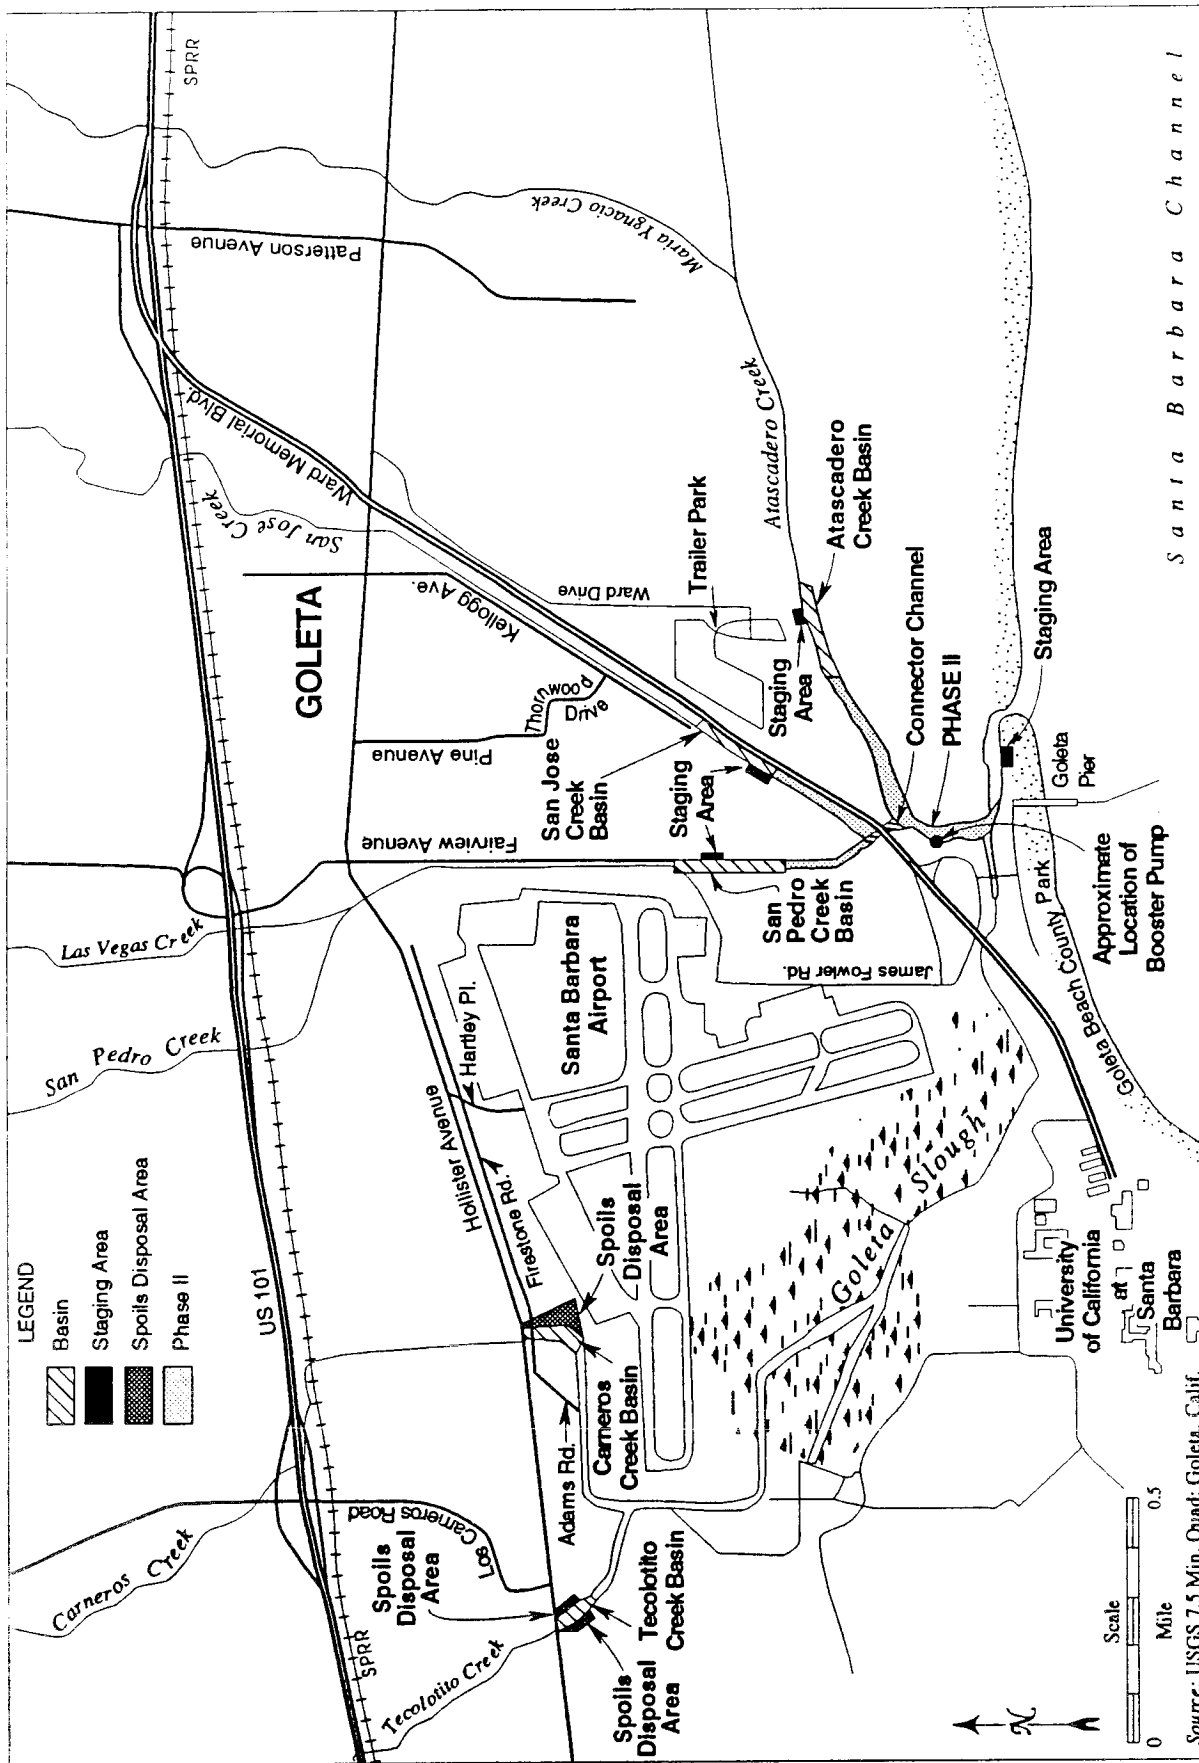 LEGEND
Basin
Staging Area
Spoils Disposal Area
Phase II
Carneros Creek
Tecolotito Creek
San Pedro Creek
Las Vegas Creek
San José Creek
Maria Ygnacio Creek
Atascadero Creek
SPRR
SPRR
US 101
Los Carneros Road
Hollister Avenue
Firestone Rd.
Hartley Pl.
Adams Rd.
Fairview Avenue
Pine Avenue
Thornwood
Drive
Kellogg Ave.
Ward Memorial Blvd.
Ward Drive
Patterson Avenue
James Fowler Rd.
GOLETA
Spoils
Disposal
Area
Spoils
Disposal
Area
Tecolotito
Creek Basin
Carneros
Creek Basin
Spoils
Disposal
Area
Santa Barbara
Airport
San
Pedro
Creek
Basin
Staging
Area
San Jose
Creek
Basin
Trailer Park
Staging
Area
Atascadero
Creek Basin
Connector Channel
PHASE II
Staging Area
Goleta
Pier
Approximate
Location of
Booster Pump
Goleta Beach County Park
Goleta Slough
University
of California
at
Santa
Barbara
Santa Barbara Channel
N
Scale
0
0.5
Mile
Source: USGS 7.5 Min. Quad: Goleta, Calif.